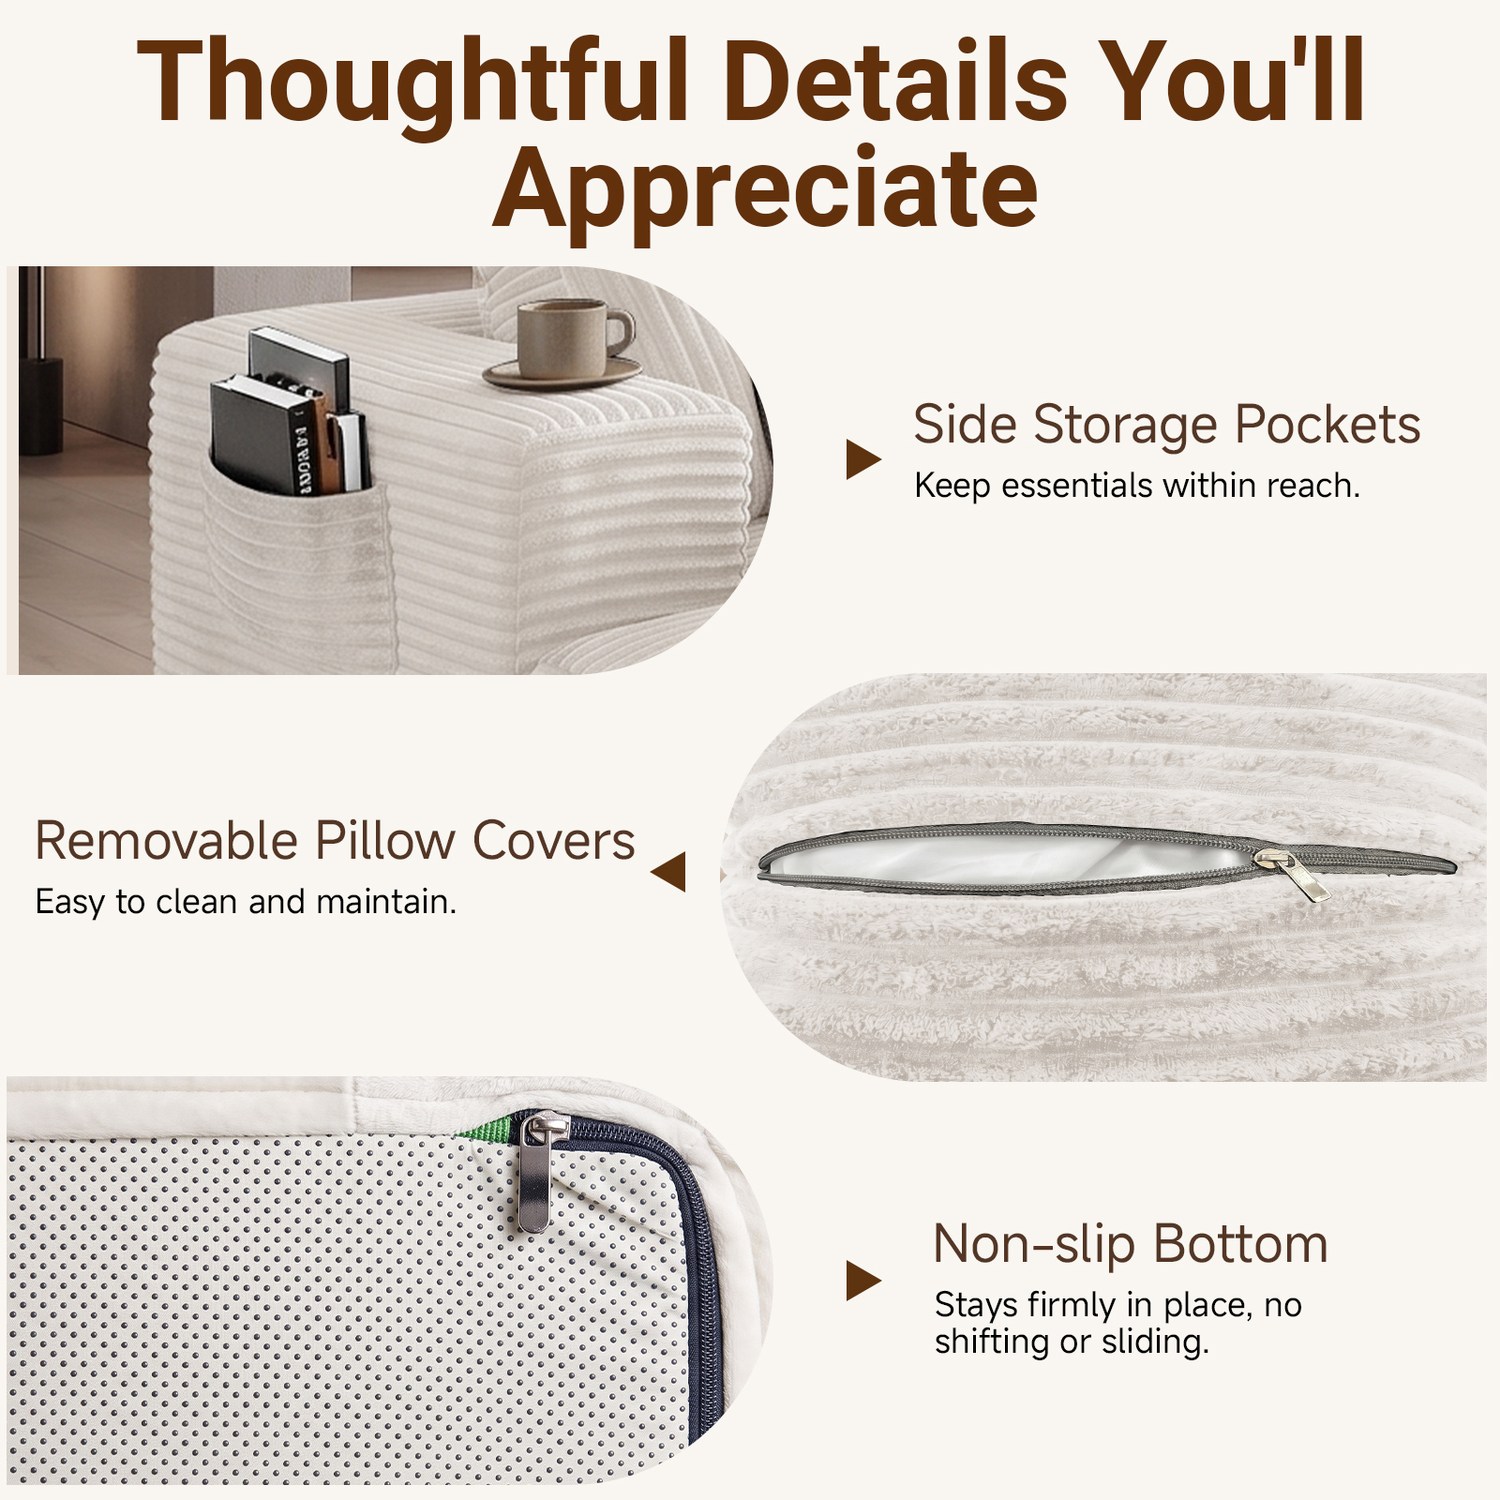 Thoughtful Details You'll
Appreciate
Side Storage Pockets
Keep essentials within reach.
Removable Pillow Covers
Easy to clean and maintain.
Non-slip Bottom
Stays firmly in place, no
shifting or sliding.